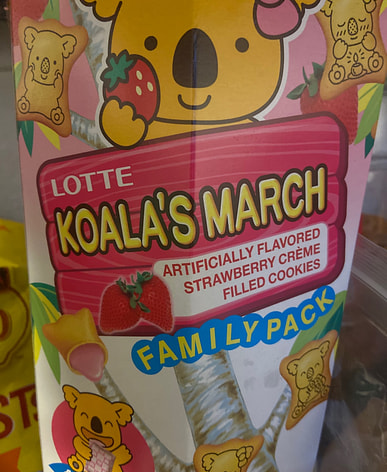 LOTTE
KOALA'S MARCH
ARTIFICIALLY FLAVORED
STRAWBERRY CRÈME
FILLED COOKIES
FAMILY PACK